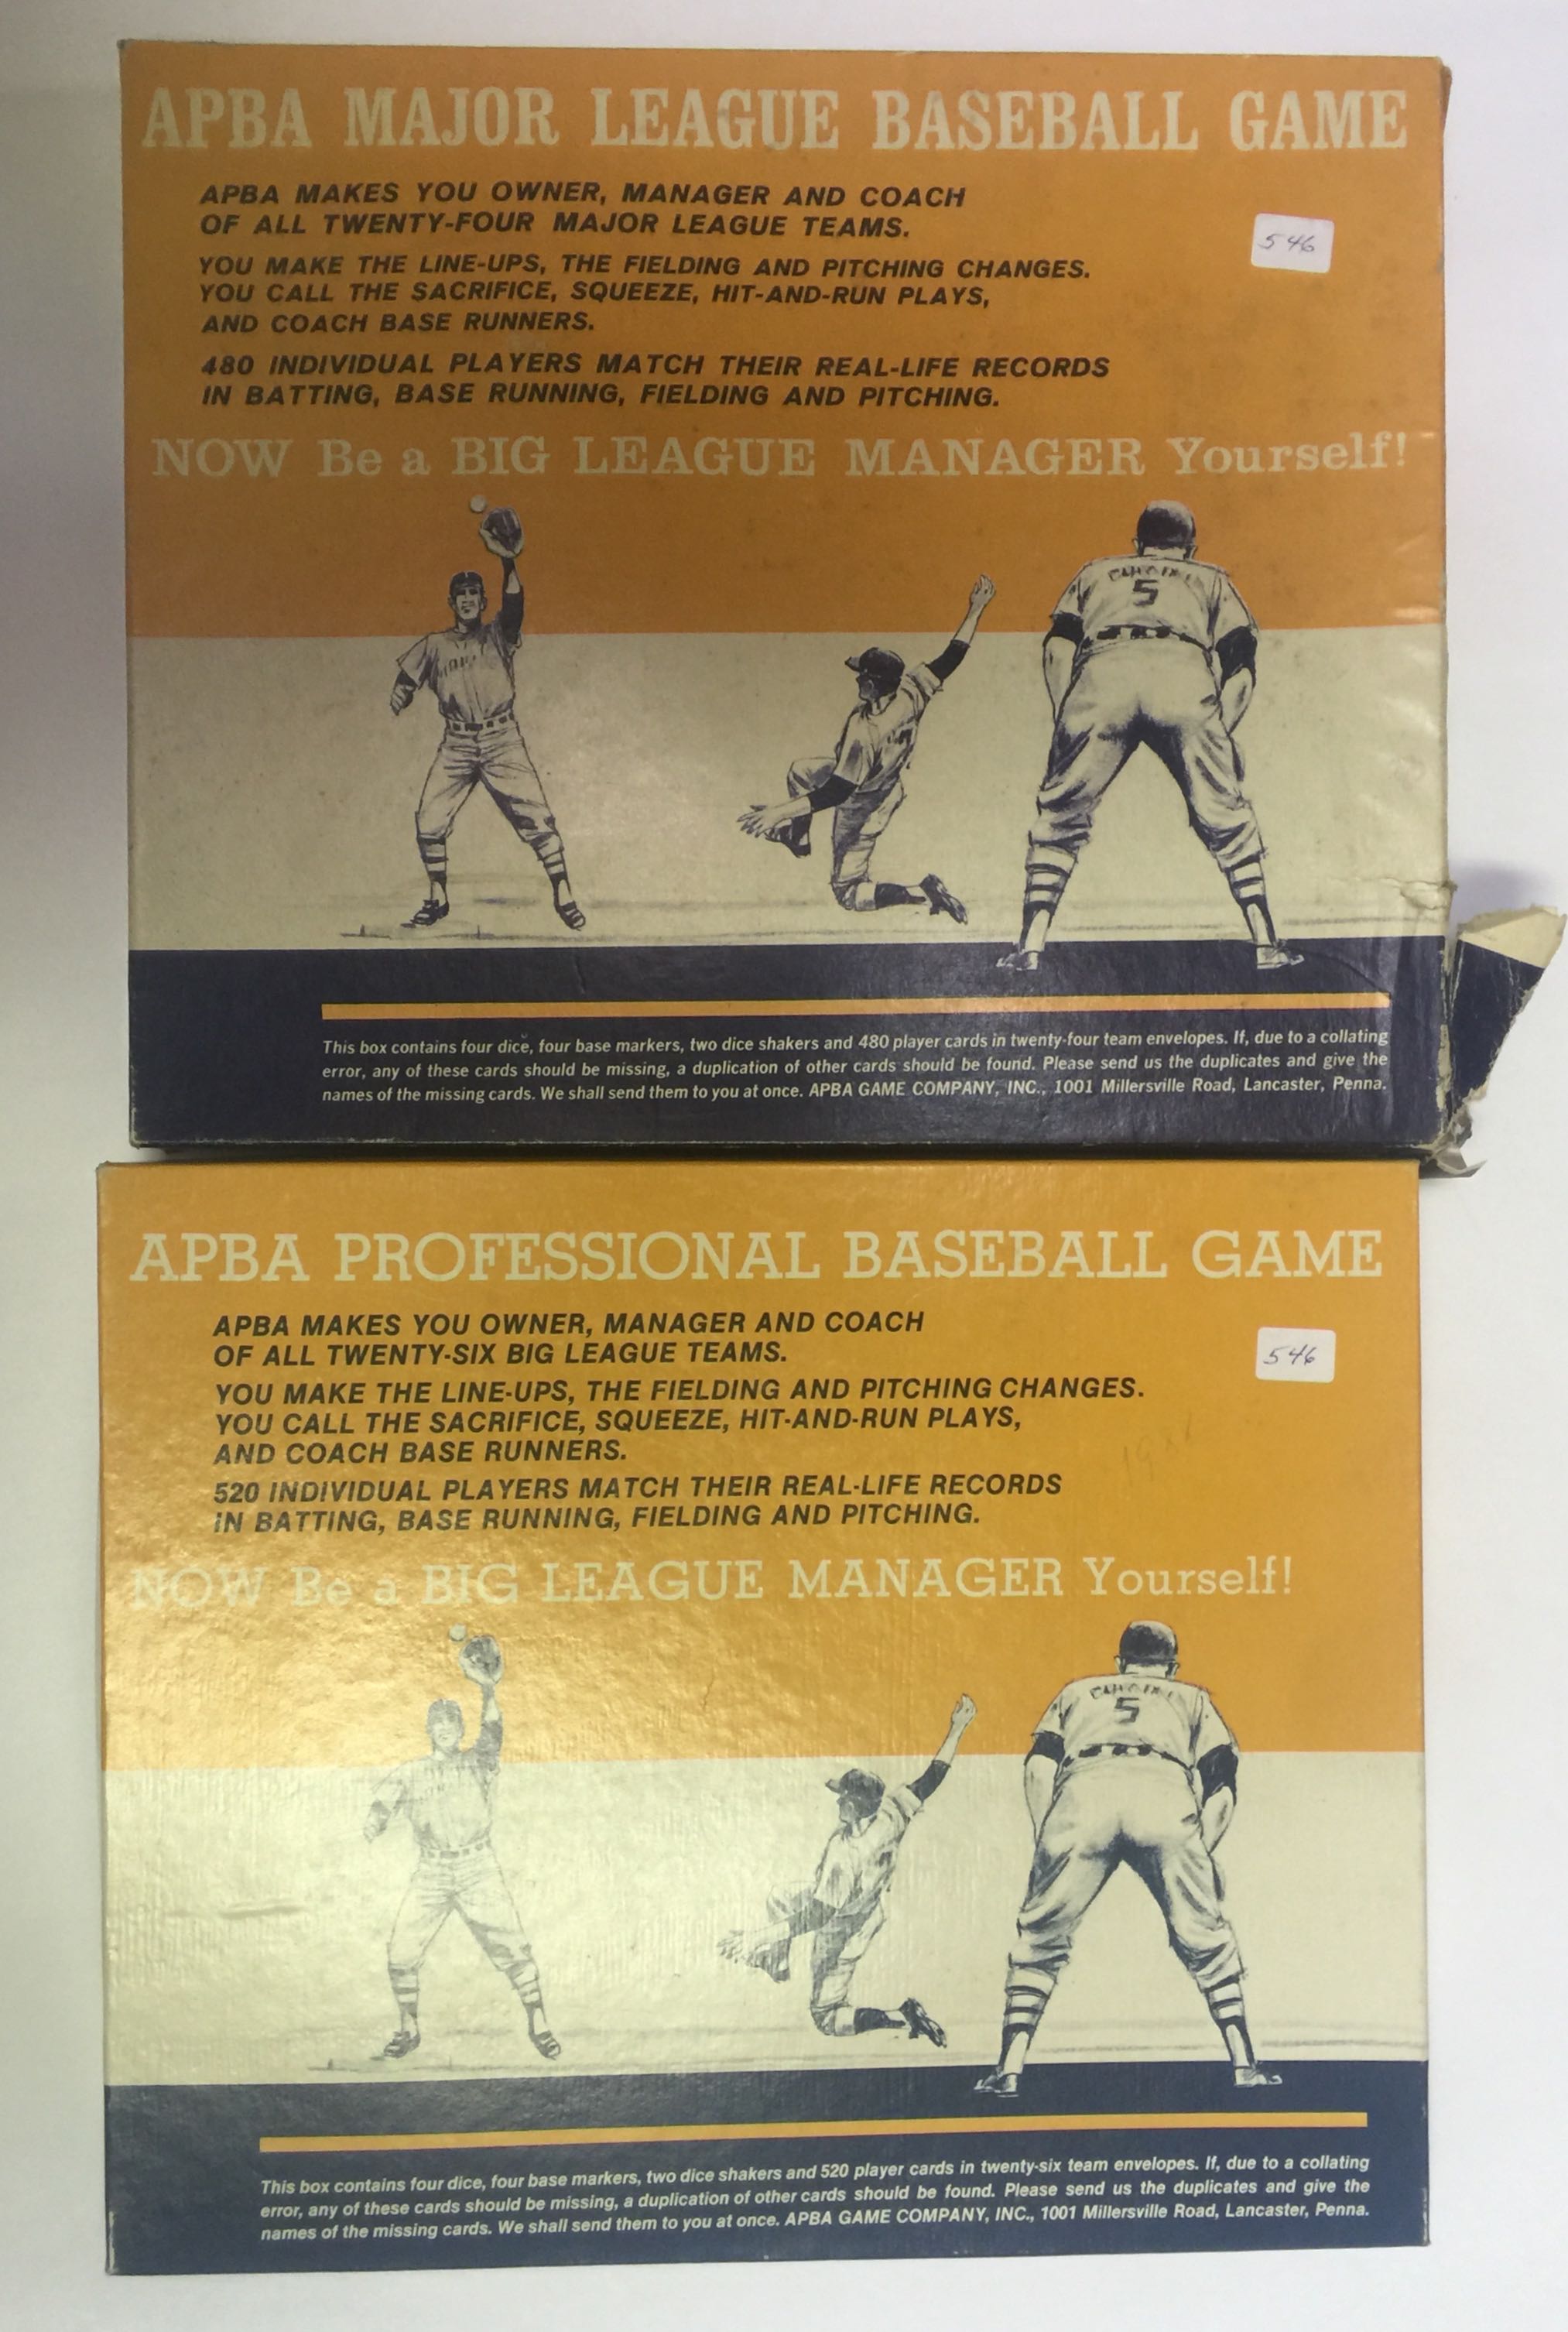 APBA MAJOR LEAGUE BASEBALL GAME
APBA MAKES YOU OWNER, MANAGER AND COACH
OF ALL TWENTY-FOUR MAJOR LEAGUE TEAMS.
546
YOU MAKE THE LINE-UPS, THE FIELDING AND PITCHING CHANGES.
YOU CALL THE SACRIFICE, SQUEEZE, HIT-AND-RUN PLAYS,
AND COACH BASE RUNNERS.
480 INDIVIDUAL PLAYERS MATCH THEIR REAL-LIFE RECORDS
IN BATTING, BASE RUNNING, FIELDING AND PITCHING.
NOW Be a BIG LEAGUE MANAGER Yourself!
5
This box contains four dice, four base markers, two dice shakers and 480 player cards in twenty-four team envelopes. If, due to a collating
error, any of these cards should be missing, a duplication of other cards should be found. Please send us the duplicates and give the
names of the missing cards. We shall send them to you at once. APBA GAME COMPANY, INC., 1001 Millersville Road, Lancaster, Penna.
APBA PROFESSIONAL BASEBALL GAME
APBA MAKES YOU OWNER, MANAGER AND COACH
OF ALL TWENTY-SIX BIG LEAGUE TEAMS.
546
YOU MAKE THE LINE-UPS, THE FIELDING AND PITCHING CHANGES.
YOU CALL THE SACRIFICE, SQUEEZE, HIT-AND-RUN PLAYS,
AND COACH BASE RUNNERS.
520 INDIVIDUAL PLAYERS MATCH THEIR REAL-LIFE RECORDS
IN BATTING, BASE RUNNING, FIELDING AND PITCHING.
NOW Be a BIG LEAGUE MANAGER Yourself!
5
This box contains four dice, four base markers, two dice shakers and 520 player cards in twenty-six team envelopes. If, due to a collating
error, any of these cards should be missing, a duplication of other cards should be found. Please send us the duplicates and give the
names of the missing cards. We shall send them to you at once. APBA GAME COMPANY, INC., 1001 Millersville Road, Lancaster, Penna.